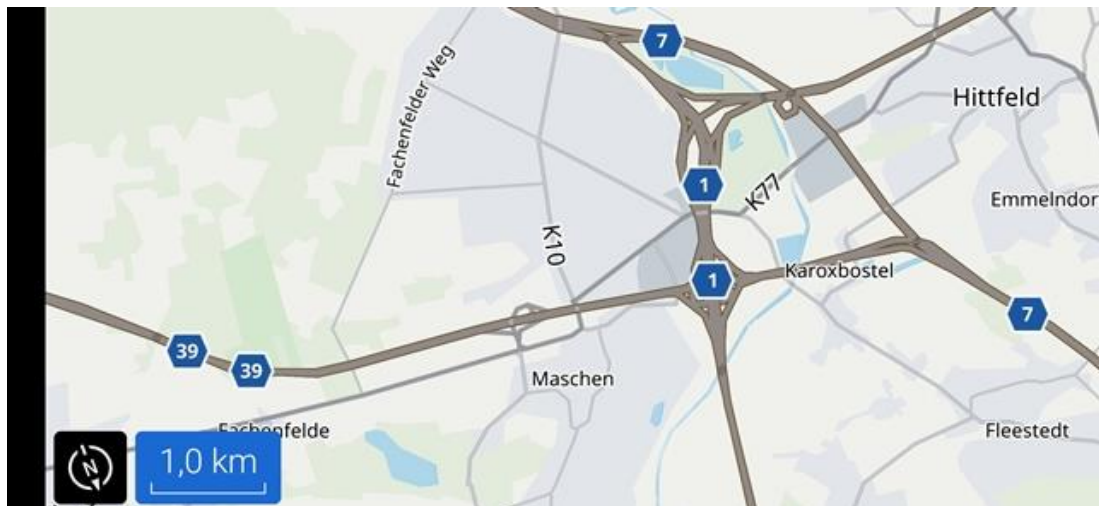 7
Fachenfelder Weg
Hittfeld
1
K77
Emmelndor
K10
1
Karoxbostel
7
39
39
Maschen
Fachenfelde
Fleestedt
N
1,0 km